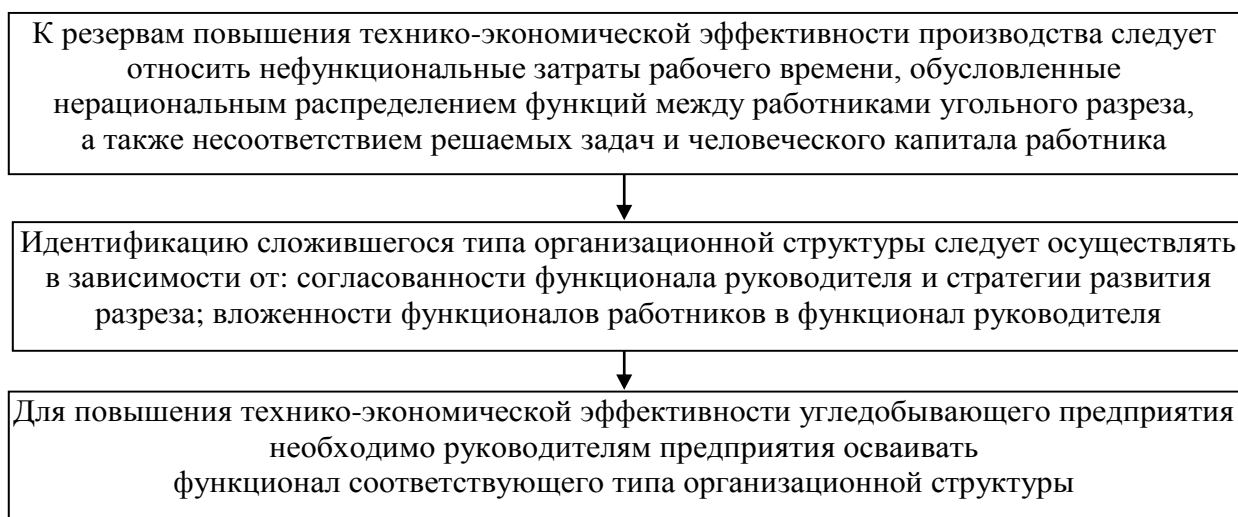 К резервам повышения технико-экономической эффективности производства следует
относить нефункциональные затраты рабочего времени, обусловленные
нерациональным распределением функций между работниками угольного разреза,
а также несоответствием решаемых задач и человеческого капитала работника
Идентификацию сложившегося типа организационной структуры следует осуществлять
в зависимости от: согласованности функционала руководителя и стратегии развития
разреза; вложенности функционалов работников в функционал руководителя
Для повышения технико-экономической эффективности угледобывающего предприятия
необходимо руководителям предприятия осваивать
функционал соответствующего типа организационной структуры